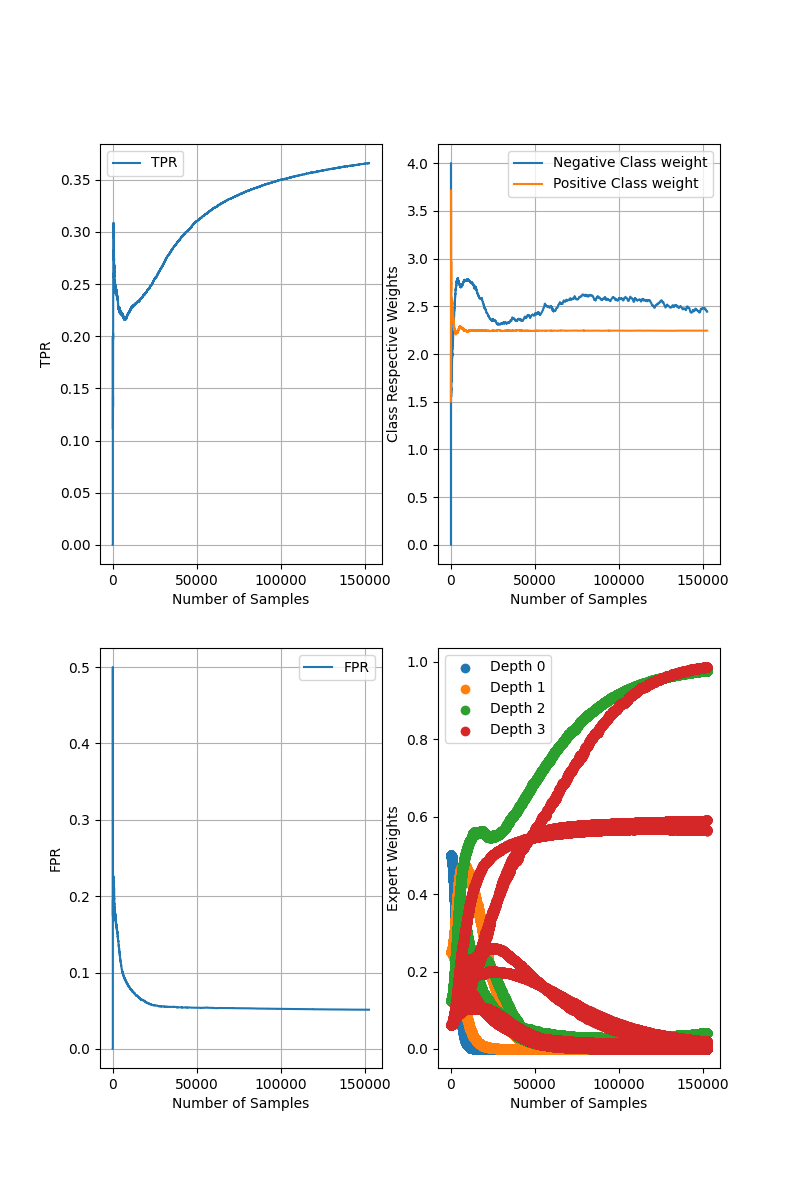 TPR
0.35
0.30
0.25
0.20
0.15
0.10
0.05
0.00
TPR
0 50000 100000 150000
Number of Samples
Negative Class weight
Positive Class weight
4.0
3.5
3.0
2.5
2.0
1.5
1.0
0.5
0.0
Class Respective Weights
0 50000 100000 150000
Number of Samples
FPR
0.5
0.4
0.3
0.2
0.1
0.0
FPR
0 50000 100000 150000
Number of Samples
Depth 0
Depth 1
Depth 2
Depth 3
1.0
0.8
0.6
0.4
0.2
0.0
Expert Weights
0 50000 100000 150000
Number of Samples